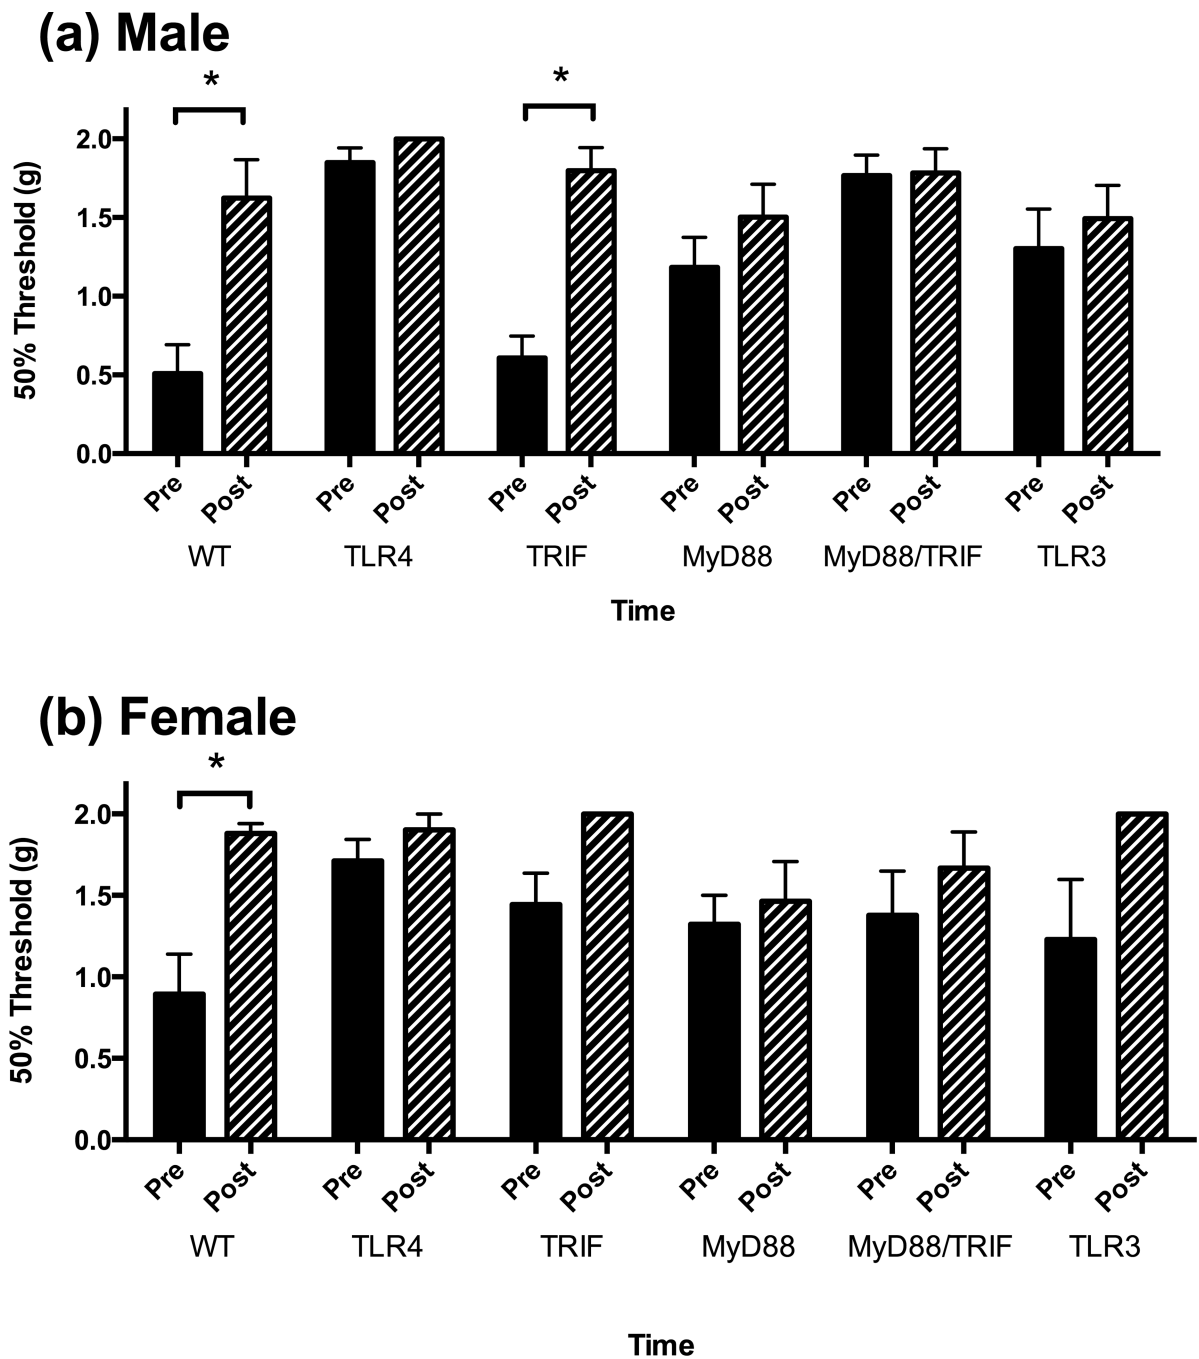 (a) Male
*
*
50% Threshold (g)
2.0
1.5
1.0
0.5
0.0
Pre Post Pre Post Pre Post Pre Post Pre Post Pre Post
WT TLR4 TRIF MyD88 MyD88/TRIF TLR3
Time
(b) Female
*
50% Threshold (g)
2.0
1.5
1.0
0.5
0.0
Pre Post Pre Post Pre Post Pre Post Pre Post Pre Post
WT TLR4 TRIF MyD88 MyD88/TRIF TLR3
Time